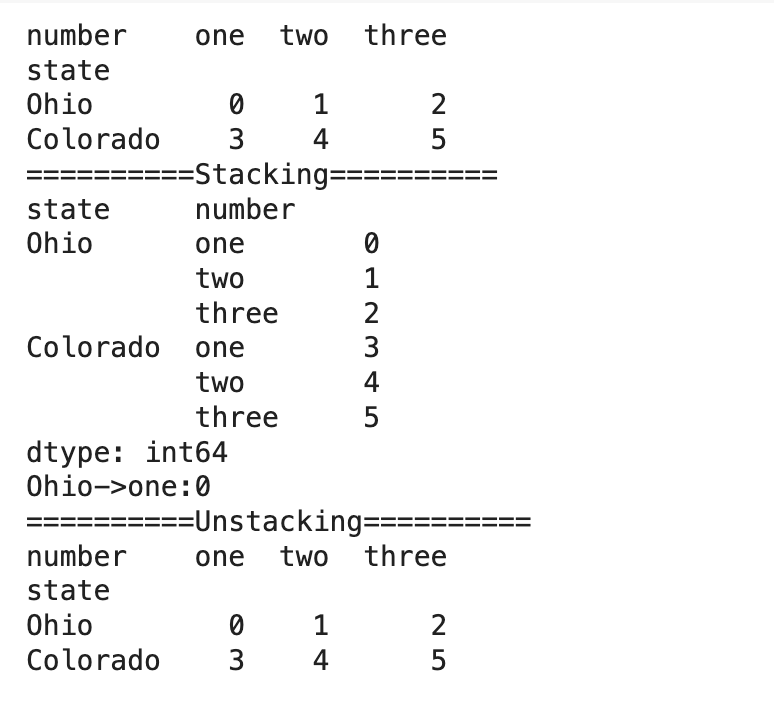 number    one  two  three
state
Ohio        0    1      2
Colorado    3    4      5
==========Stacking==========
state     number
Ohio      one       0
          two       1
          three     2
Colorado  one       3
          two       4
          three     5
dtype: int64
Ohio->one:0
==========Unstacking==========
number    one  two  three
state
Ohio        0    1      2
Colorado    3    4      5